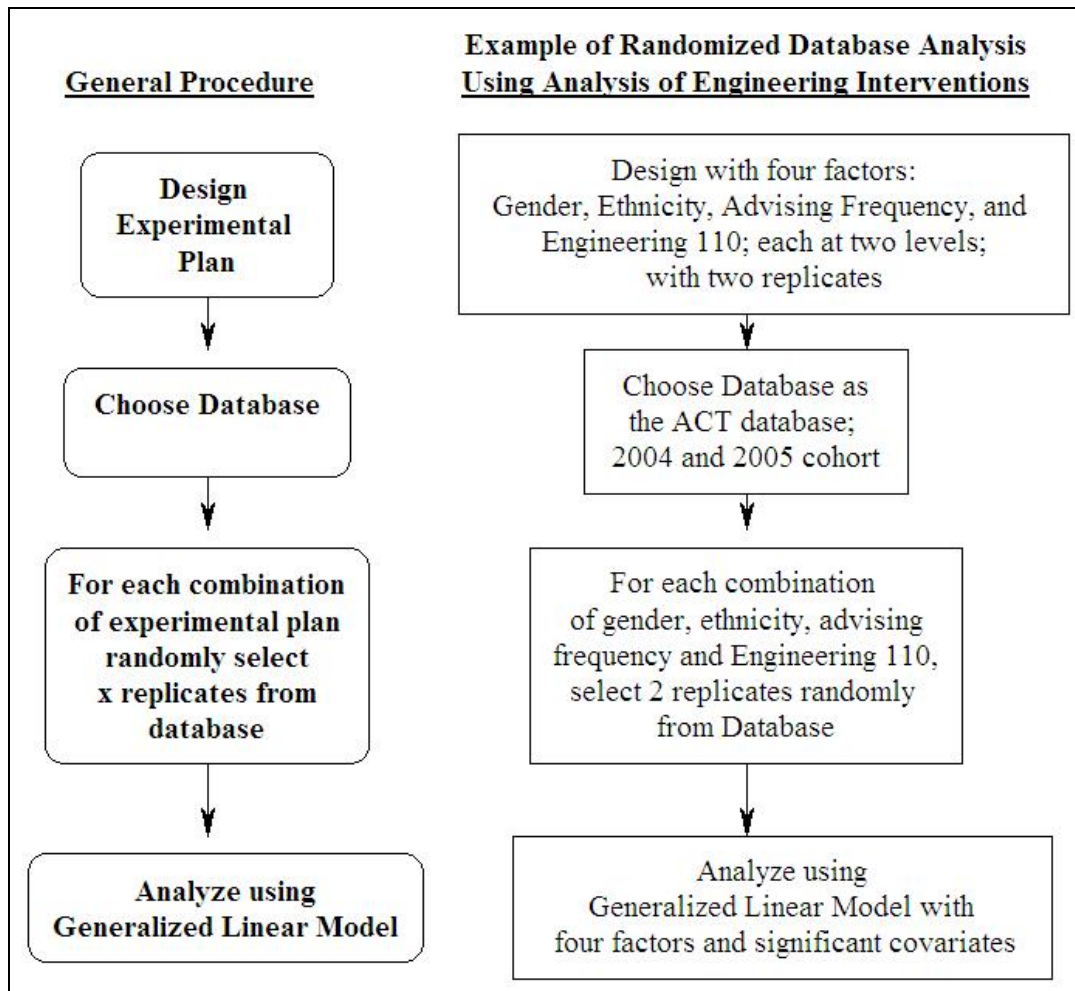 General Procedure
Design
Experimental
Plan
Choose Database
For each combination
of experimental plan
randomly select
x replicates from
database
Analyze using
Generalized Linear Model
Example of Randomized Database Analysis
Using Analysis of Engineering Interventions
Design with four factors:
Gender, Ethnicity, Advising Frequency, and
Engineering 110; each at two levels;
with two replicates
Choose Database as
the ACT database;
2004 and 2005 cohort
For each combination
of gender, ethnicity, advising
frequency and Engineering 110,
select 2 replicates randomly
from Database
Analyze using
Generalized Linear Model with
four factors and significant covariates